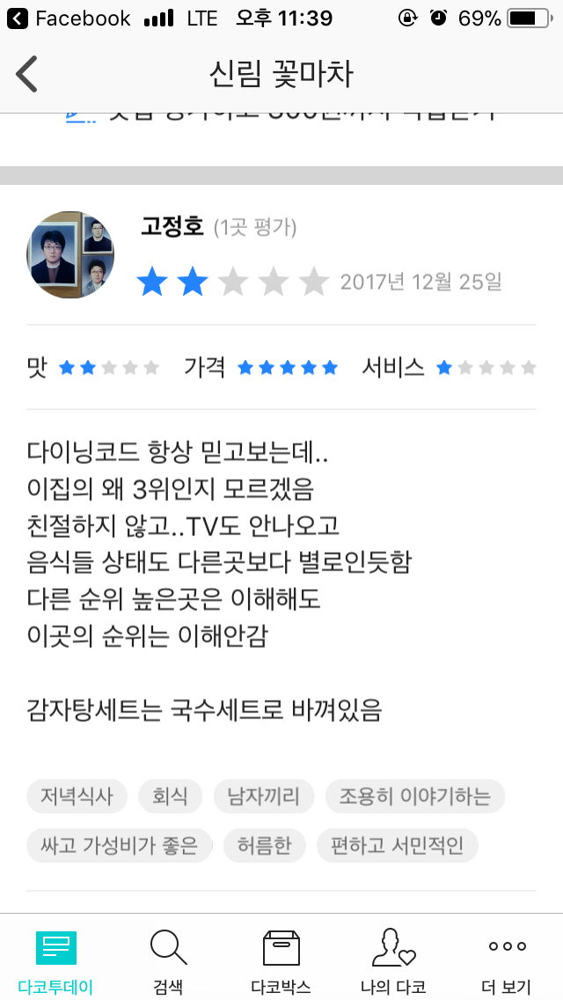 Facebook LTE 오후 11:39 69%
신림 꽃마차
고정호 (1곳 평가)
2017년 12월 25일
맛 가격 서비스
다이닝코드 항상 믿고보는데..
이집의 왜 3위인지 모르겠음
친절하지 않고..TV도 안나오고
음식들 상태도 다른곳보다 별로인듯함
다른 순위 높은곳은 이해해도
이곳의 순위는 이해안감
감자탕세트는 국수세트로 바껴있음
저녁식사 회식 남자끼리 조용히 이야기하는
싸고 가성비가 좋은 허름한 편하고 서민적인
다코투데이 검색 다코박스 나의 다코 더 보기